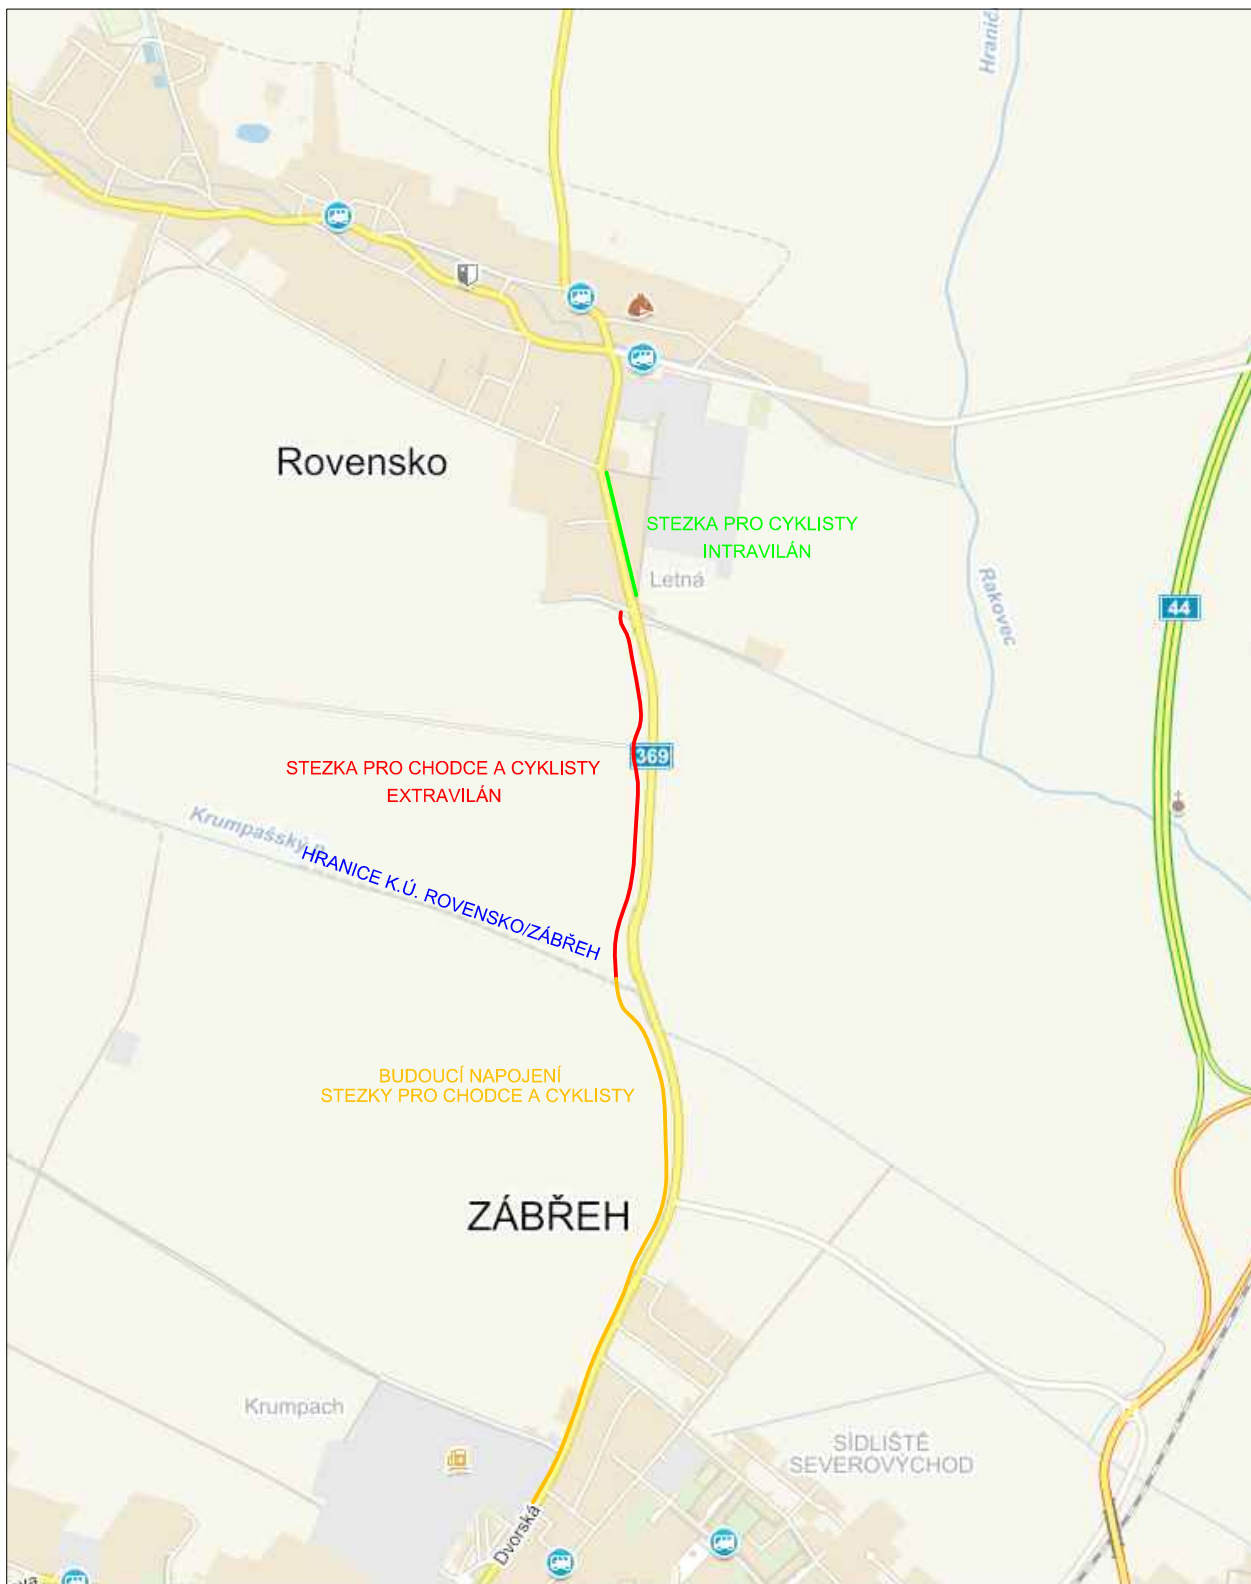 Rovensko
STEZKA PRO CYKLISTY
INTRAVILÁN
Letná
Rakovec
44
369
STEZKA PRO CHODCE A CYKLISTY
EXTRAVILÁN
Krumpašský p.
HRANICE K.Ú. ROVENSKO/ZÁBŘEH
BUDOUCÍ NAPOJENÍ
STEZKY PRO CHODCE A CYKLISTY
ZÁBŘEH
Krumpach
SÍDLIŠTĚ
SEVEROVÝCHOD
Dvorská